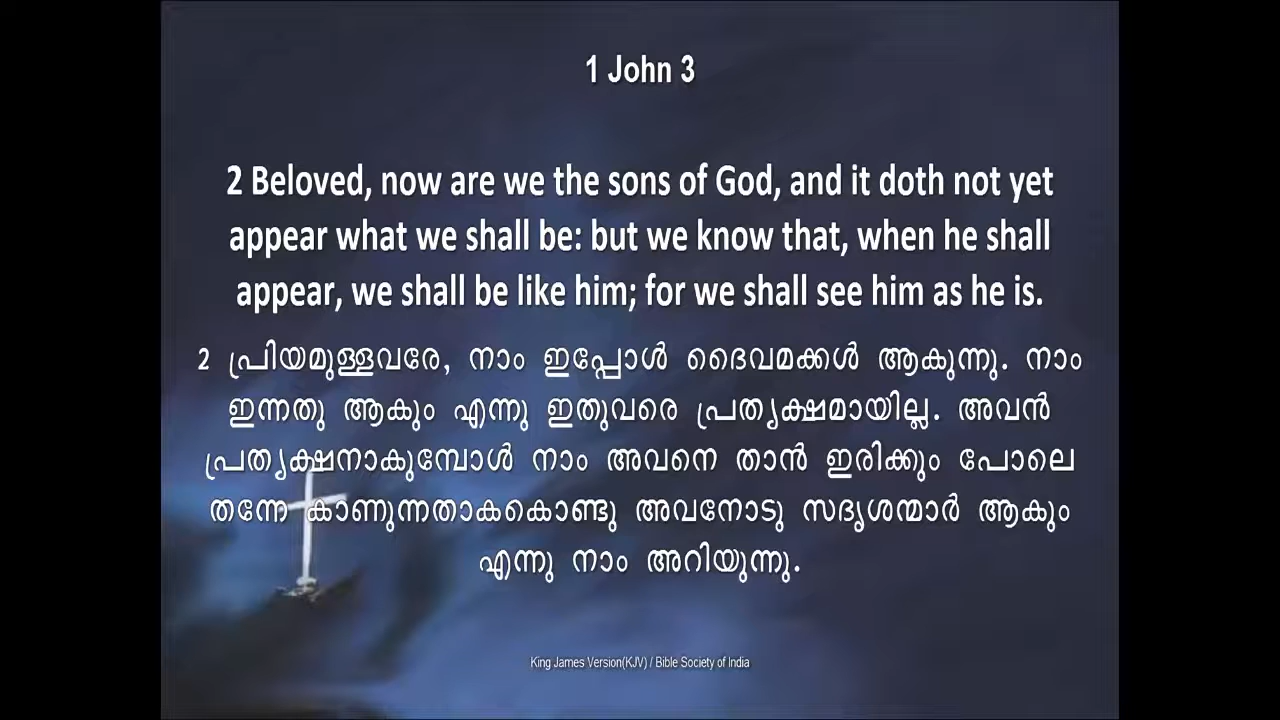 1 John 3
2 Beloved, now are we the sons of God, and it doth not yet
appear what we shall be: but we know that, when he shall
appear, we shall be like him; for we shall see him as he is.
2 പ്രിയമുള്ളവരേ, നാം ഇപ്പോൾ ദൈവമക്കൾ ആകുന്നു. നാം
ഇന്നതു ആകും എന്നു ഇതുവരെ പ്രത്യക്ഷമായില്ല. അവൻ
പ്രത്യക്ഷനാകുമ്പോൾ നാം അവനെ താൻ ഇരിക്കും പോലെ
തന്നേ കാണുന്നതാകകൊണ്ടു അവനോടു സദൃശന്മാർ ആകും
എന്നു നാം അറിയുന്നു.
King James Version(KJV) / Bible Society of India